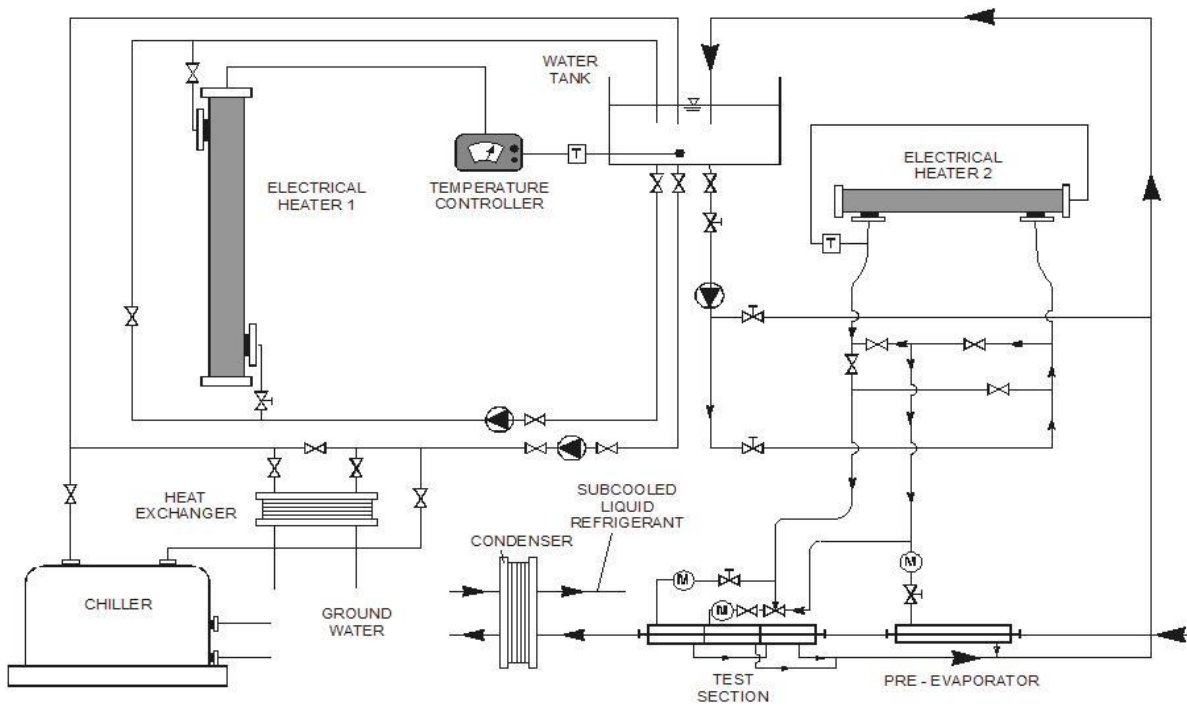 WATER
TANK
ELECTRICAL
HEATER 1
TEMPERATURE
CONTROLLER
T
ELECTRICAL
HEATER 2
T
HEAT
EXCHANGER
SUBCOOLED
LIQUID
REFRIGERANT
CONDENSER
CHILLER
GROUND
WATER
M
M
M
TEST
SECTION
PRE - EVAPORATOR